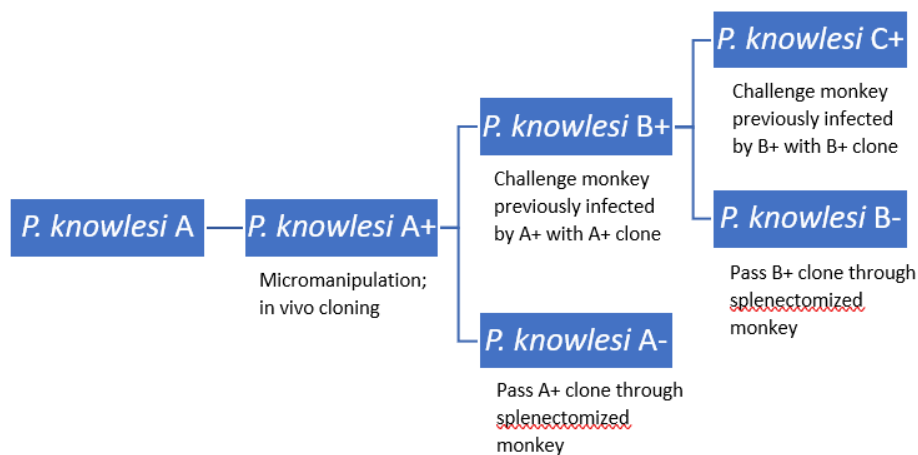 P. knowlesi C+
Challenge monkey
previously infected
by B+ with B+ clone
P. knowlesi B+
Challenge monkey
previously infected
by A+ with A+ clone
P. knowlesi A
P. knowlesi A+
Micromanipulation;
in vivo cloning
P. knowlesi B-
Pass B+ clone through
splenectomized
monkey
P. knowlesi A-
Pass A+ clone through
splenectomized
monkey